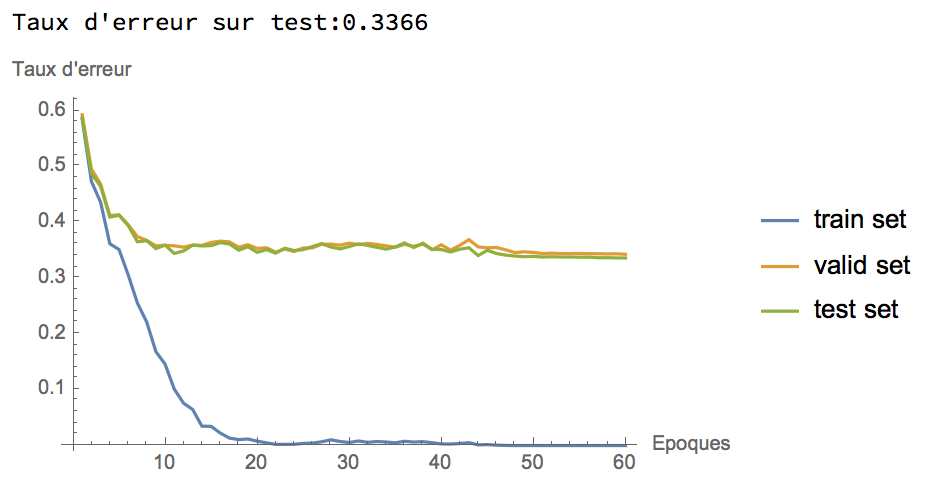 Taux d'erreur sur test:0.3366
Taux d'erreur
0.6
0.5
0.4
0.3
0.2
0.1
10 20 30 40 50 60 Epoques
train set
valid set
test set